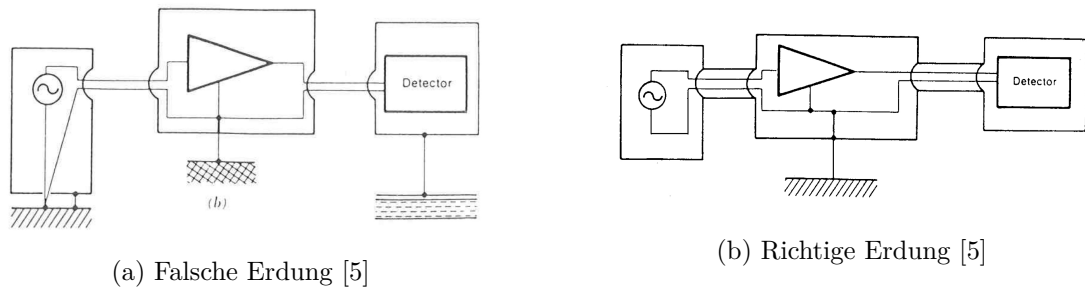 Detector
(b)
(a) Falsche Erdung [5]
Detector
(b) Richtige Erdung [5]